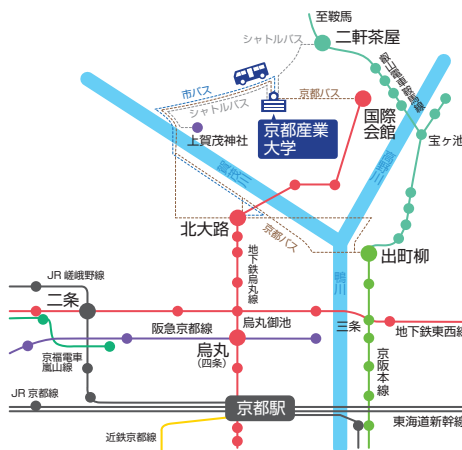 至鞍馬
シャトルバス
二軒茶屋
叡山電車鞍馬線
市バス
シャトルバス
京都バス
国際
会館
京都産業
大学
上賀茂神社
宝ヶ池
賀茂川
高野川
北大路
京都バス
地下鉄烏丸線
出町柳
鴨川
JR 嵯峨野線
二条
阪急京都線
烏丸御池
三条
地下鉄東西線
京福電車
嵐山線
烏丸
(四条)
京阪本線
JR 京都線
京都駅
東海道新幹線
近鉄京都線